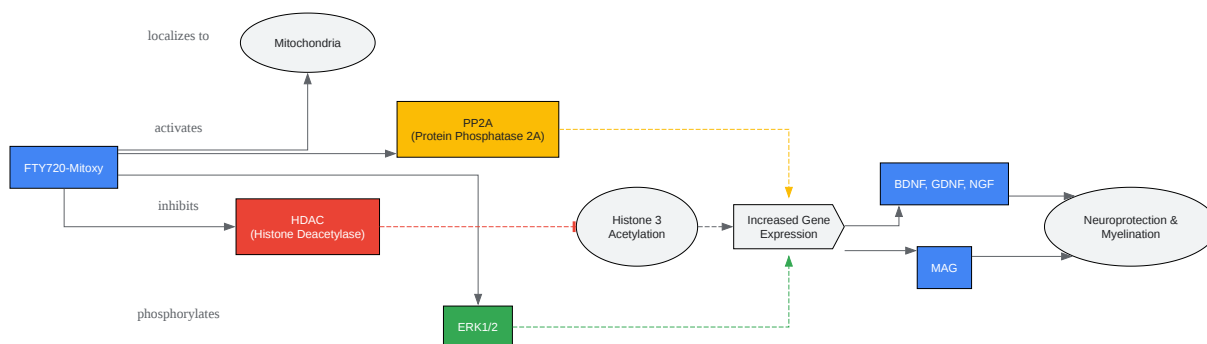 localizes to
Mitochondria
activates
PP2A
(Protein Phosphatase 2A)
FTY720-Mitoxy
inhibits
HDAC
(Histone Deacetylase)
Histone 3
Acetylation
Increased Gene
Expression
BDNF, GDNF, NGF
MAG
Neuroprotection &
Myelination
phosphorylates
ERK1/2